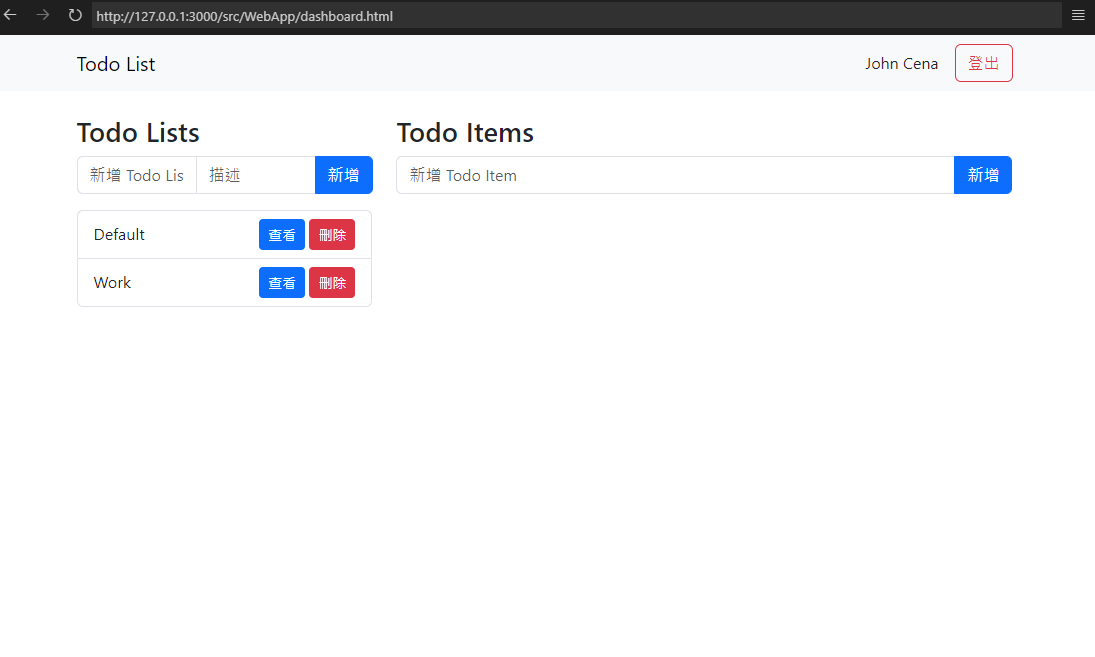 http://127.0.0.1:3000/src/WebApp/dashboard.html
Todo List John Cena 登出
Todo Lists
新增 Todo Lis 描述 新增
Default 查看 刪除
Work 查看 刪除
Todo Items
新增 Todo Item 新增